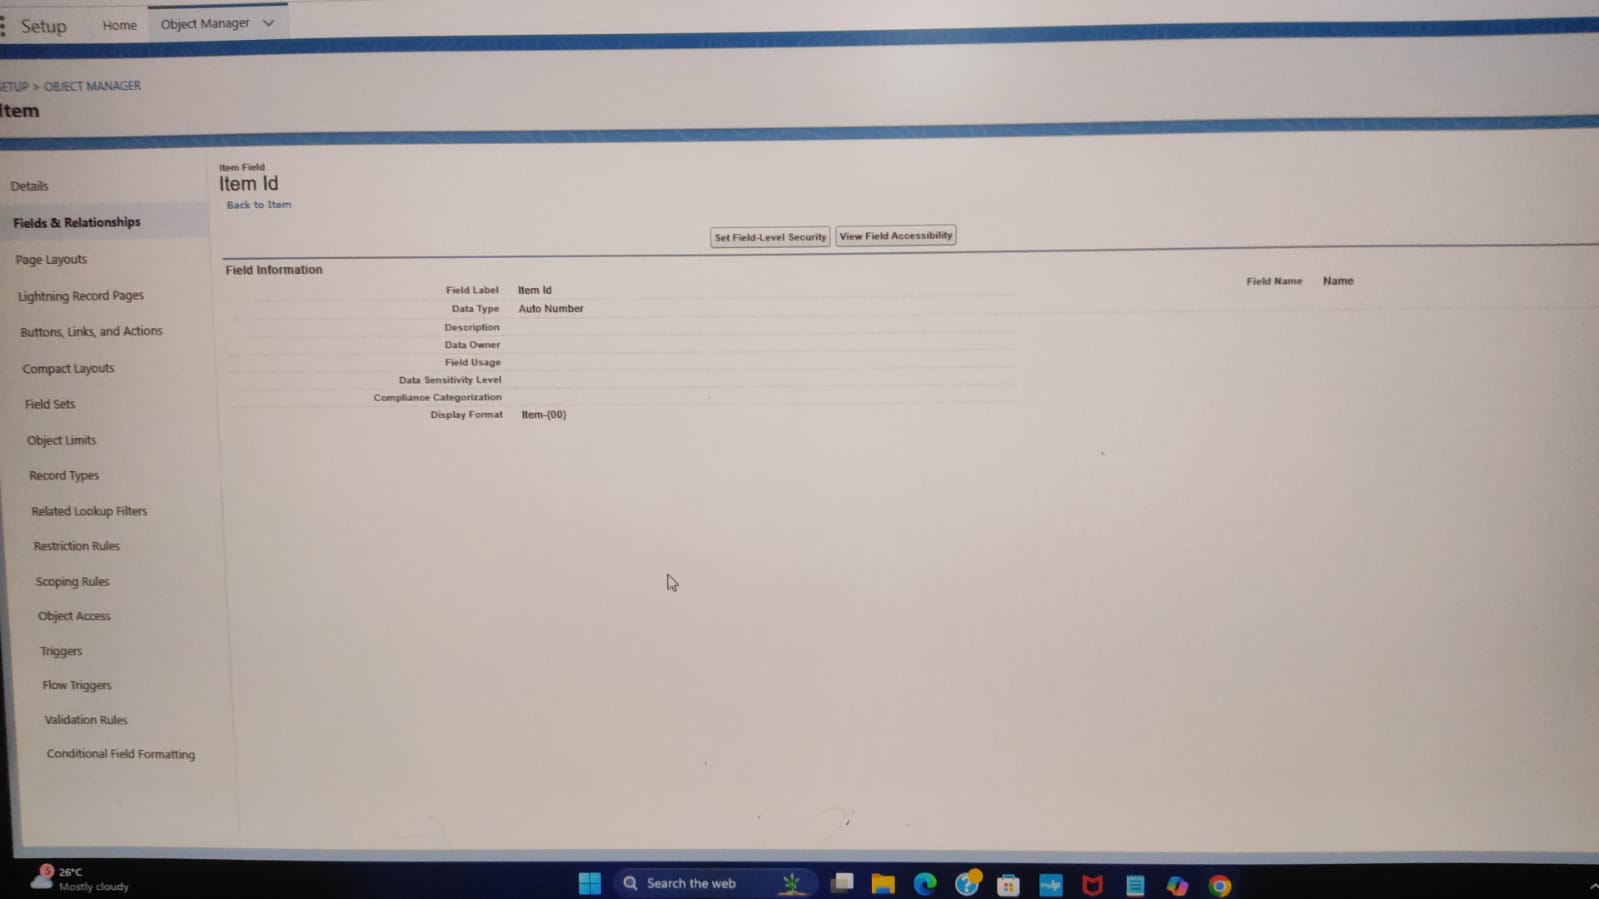 Setup
Home
Object Manager
SETUP > OBJECT MANAGER
Item
Details
Fields & Relationships
Page Layouts
Lightning Record Pages
Buttons, Links, and Actions
Compact Layouts
Field Sets
Object Limits
Record Types
Related Lookup Filters
Restriction Rules
Scoping Rules
Object Access
Triggers
Flow Triggers
Validation Rules
Conditional Field Formatting
Item Field
Item Id
Back to Item
Set Field-Level Security
View Field Accessibility
Field Information
Field Label Item Id
Field Name Name
Data Type Auto Number
Description
Data Owner
Field Usage
Data Sensitivity Level
Compliance Categorization
Display Format Item-{00}
5
26°C
Mostly cloudy
Search the web
myhp